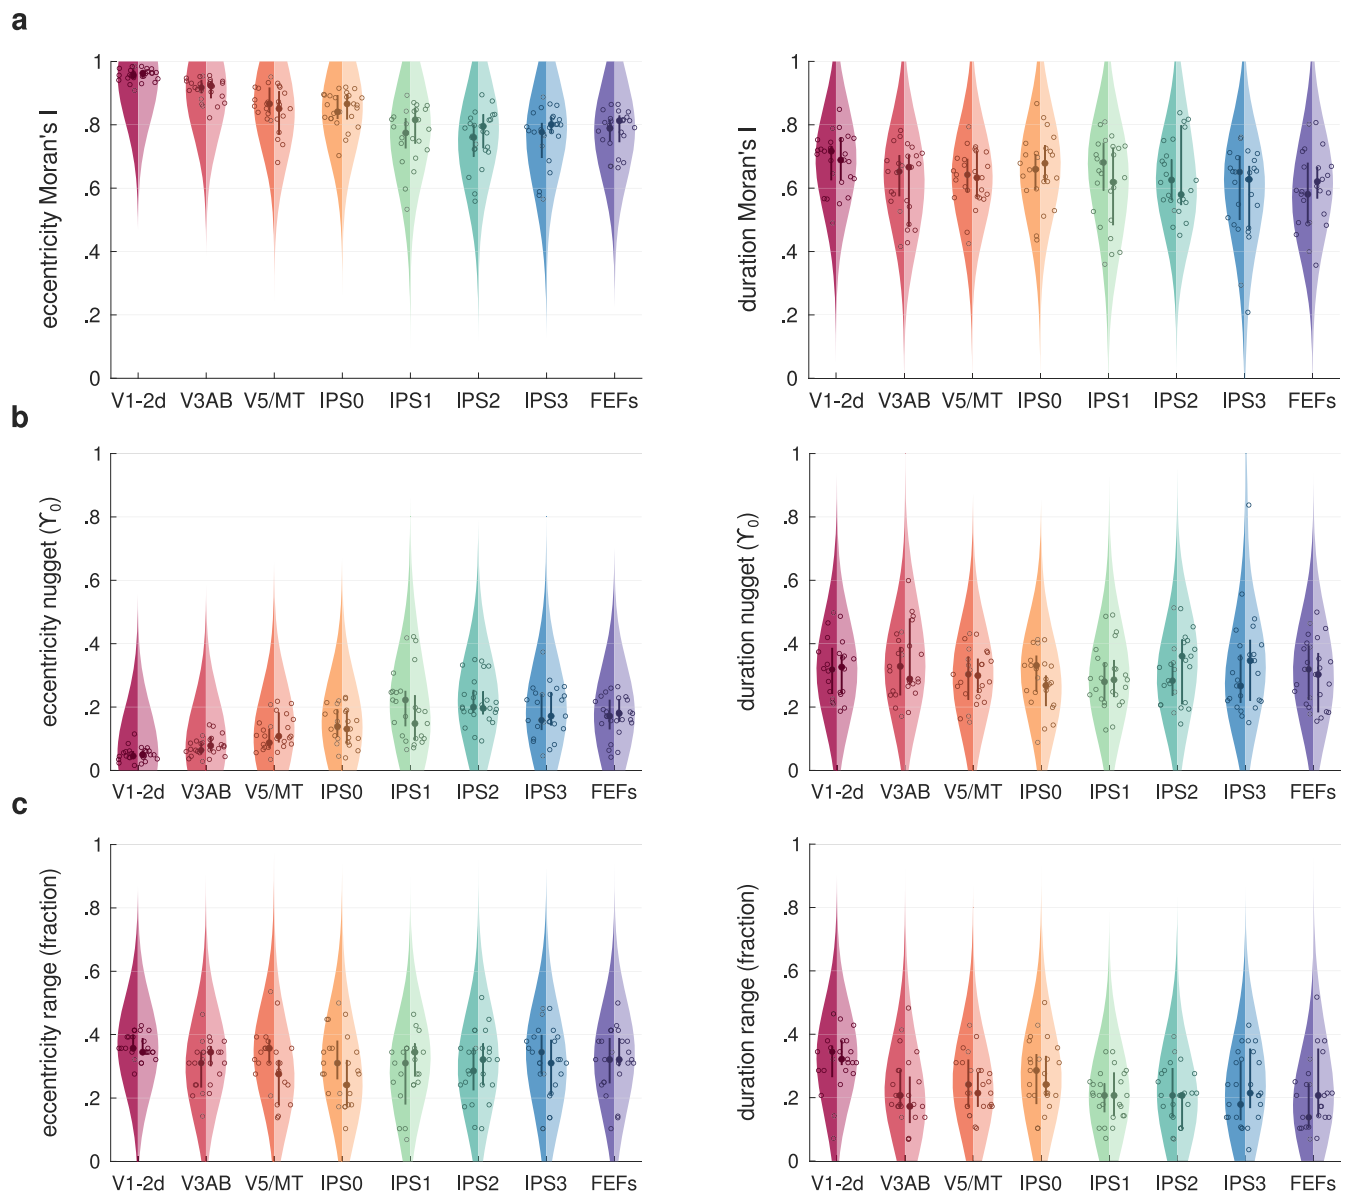 a
eccentricity Moran's I
1
.8
.6
.4
.2
0
V1-2d V3AB V5/MT IPS0 IPS1 IPS2 IPS3 FEFs
duration Moran's I
1
.8
.6
.4
.2
0
V1-2d V3AB V5/MT IPS0 IPS1 IPS2 IPS3 FEFs
b
eccentricity nugget (ϒ0)
1
.8
.6
.4
.2
0
V1-2d V3AB V5/MT IPS0 IPS1 IPS2 IPS3 FEFs
duration nugget (ϒ0)
1
.8
.6
.4
.2
0
V1-2d V3AB V5/MT IPS0 IPS1 IPS2 IPS3 FEFs
c
eccentricity range (fraction)
1
.8
.6
.4
.2
0
V1-2d V3AB V5/MT IPS0 IPS1 IPS2 IPS3 FEFs
duration range (fraction)
1
.8
.6
.4
.2
0
V1-2d V3AB V5/MT IPS0 IPS1 IPS2 IPS3 FEFs